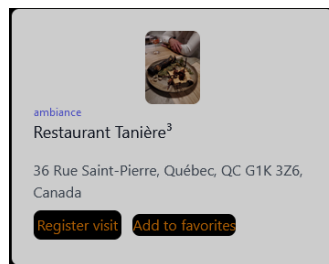 ambiance
Restaurant Tanière³
36 Rue Saint-Pierre, Québec, QC G1K 3Z6,
Canada
Register visit Add to favorites